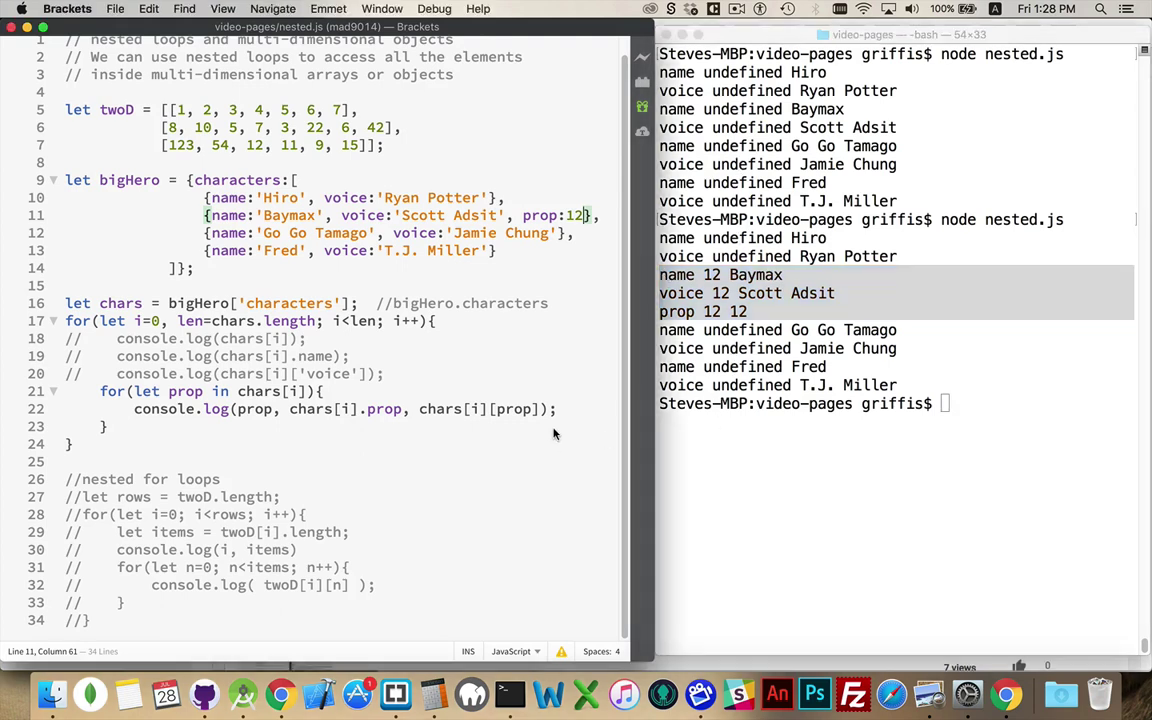 Brackets File Edit Find View Navigate Emmet Window Debug Help
100% Fri 1:28 PM
video-pages/nested.js (mad9014) — Brackets
video-pages — -bash — 54×33
1 // nested loops and multi-dimensional objects
2 // We can use nested loops to access all the elements
3 // inside multi-dimensional arrays or objects
4
5 let twoD = [[1, 2, 3, 4, 5, 6, 7],
6 [8, 10, 5, 7, 3, 22, 6, 42],
7 [123, 54, 12, 11, 9, 15]];
8
9 let bigHero = {characters:[
10 {name:'Hiro', voice:'Ryan Potter'},
11 {name:'Baymax', voice:'Scott Adsit', prop:12},
12 {name:'Go Go Tamago', voice:'Jamie Chung'},
13 {name:'Fred', voice:'T.J. Miller'}
14 ]};
15
16 let chars = bigHero['characters']; //bigHero.characters
17 for(let i=0, len=chars.length; i<len; i++){
18 // console.log(chars[i]);
19 // console.log(chars[i].name);
20 // console.log(chars[i]['voice']);
21 for(let prop in chars[i]){
22 console.log(prop, chars[i].prop, chars[i][prop]);
23 }
24 }
25
26 //nested for loops
27 //let rows = twoD.length;
28 //for(let i=0; i<rows; i++){
29 // let items = twoD[i].length;
30 // console.log(i, items)
31 // for(let n=0; n<items; n++){
32 // console.log( twoD[i][n] );
33 // }
34 //}
Line 11, Column 61 — 34 Lines
INS JavaScript Spaces: 4
Steves-MBP:video-pages griffis$ node nested.js
name undefined Hiro
voice undefined Ryan Potter
name undefined Baymax
voice undefined Scott Adsit
name undefined Go Go Tamago
voice undefined Jamie Chung
name undefined Fred
voice undefined T.J. Miller
Steves-MBP:video-pages griffis$ node nested.js
name undefined Hiro
voice undefined Ryan Potter
name 12 Baymax
voice 12 Scott Adsit
prop 12 12
name undefined Go Go Tamago
voice undefined Jamie Chung
name undefined Fred
voice undefined T.J. Miller
Steves-MBP:video-pages griffis$
7 views 0
JUL 28 1 An Ps Fz